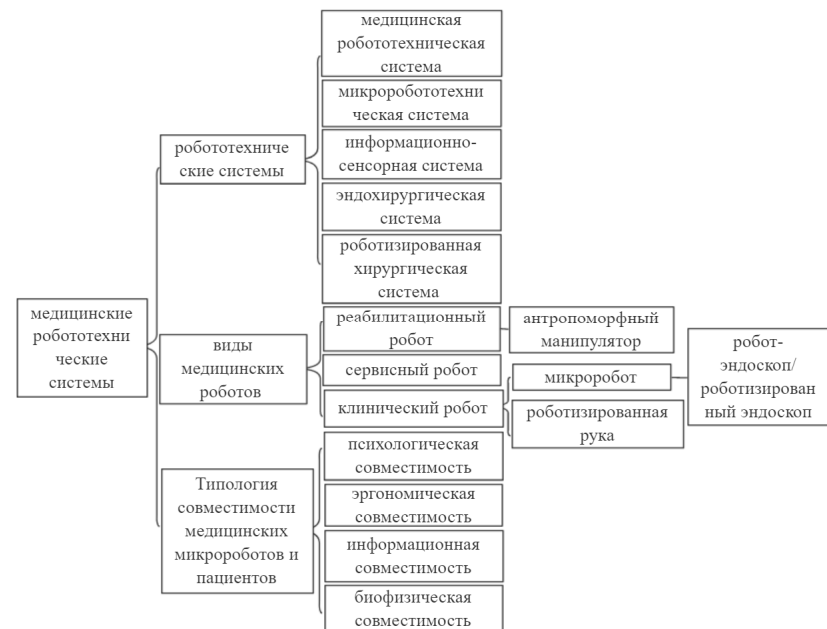 медицинские
робототехни
ческие
системы
робототехниче
ские системы
медицинская
робототехническая
система
микроробототехни
ческая система
информационно-
сенсорная система
эндохирургическая
система
роботизированная
хирургическая
система
виды
медицинских
роботов
реабилитационный
робот
антропоморфный
манипулятор
сервисный робот
клинический робот
микроробот
роботизированная
рука
робот-
эндоскоп/
роботизирован
ный эндоскоп
Типология
совместимости
медицинских
микророботов и
пациентов
психологическая
совместимость
эргономическая
совместимость
информационная
совместимость
биофизическая
совместимость